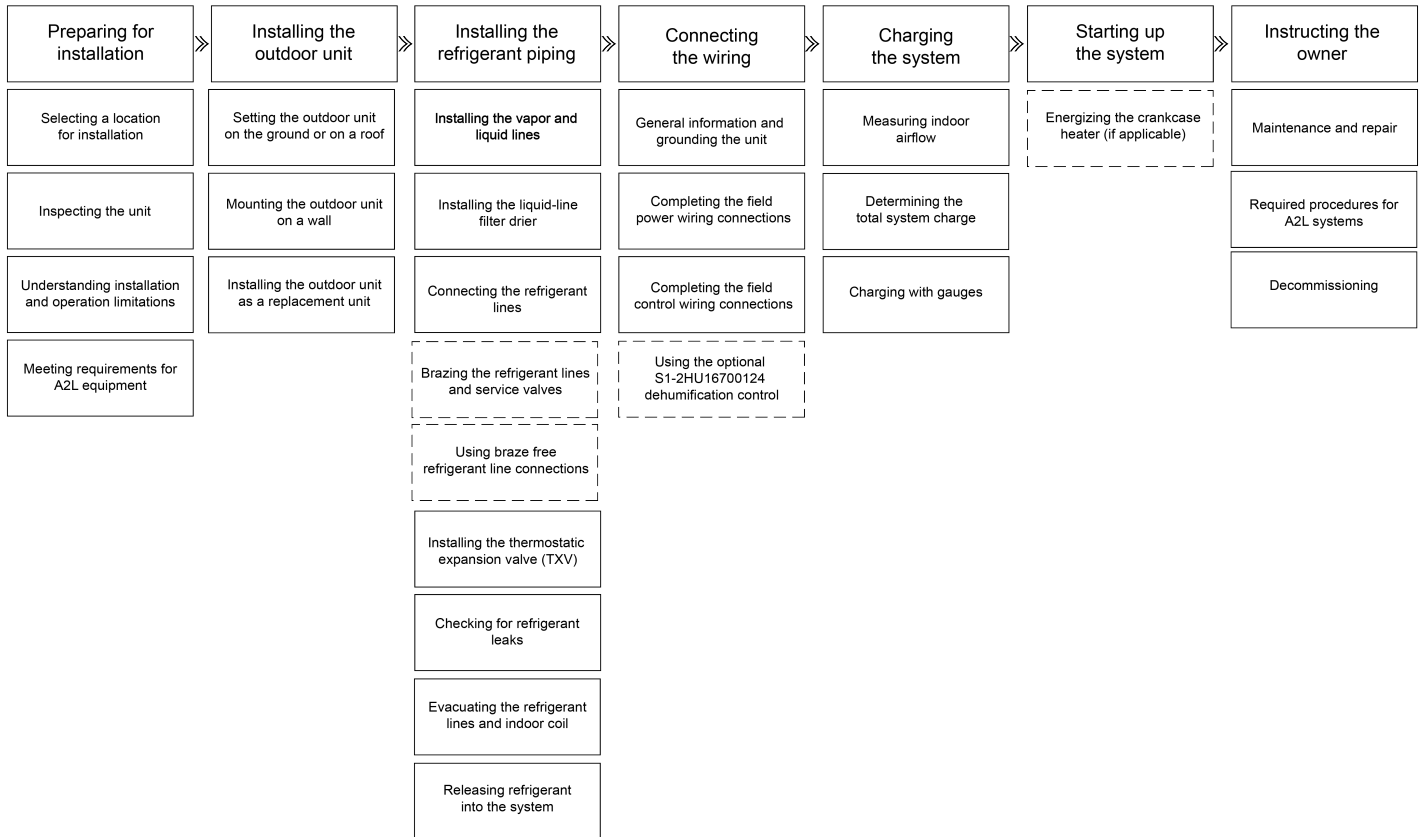 Preparing for
installation
Installing the
outdoor unit
Installing the
refrigerant piping
Connecting
the wiring
Charging
the system
Starting up
the system
Instructing the
owner
Selecting a location
for installation
Inspecting the unit
Understanding installation
and operation limitations
Meeting requirements for
A2L equipment
Setting the outdoor unit
on the ground or on a roof
Mounting the outdoor unit
on a wall
Installing the outdoor unit
as a replacement unit
Installing the vapor and
liquid lines
Installing the liquid-line
filter drier
Connecting the refrigerant
lines
Brazing the refrigerant lines
and service valves
Using braze free
refrigerant line connections
Installing the thermostatic
expansion valve (TXV)
Checking for refrigerant
leaks
Evacuating the refrigerant
lines and indoor coil
Releasing refrigerant
into the system
General information and
grounding the unit
Completing the field
power wiring connections
Completing the field
control wiring connections
Using the optional
S1-2HU16700124
dehumification control
Measuring indoor
airflow
Determining the
total system charge
Charging with gauges
Energizing the crankcase
heater (if applicable)
Maintenance and repair
Required procedures for
A2L systems
Decommissioning